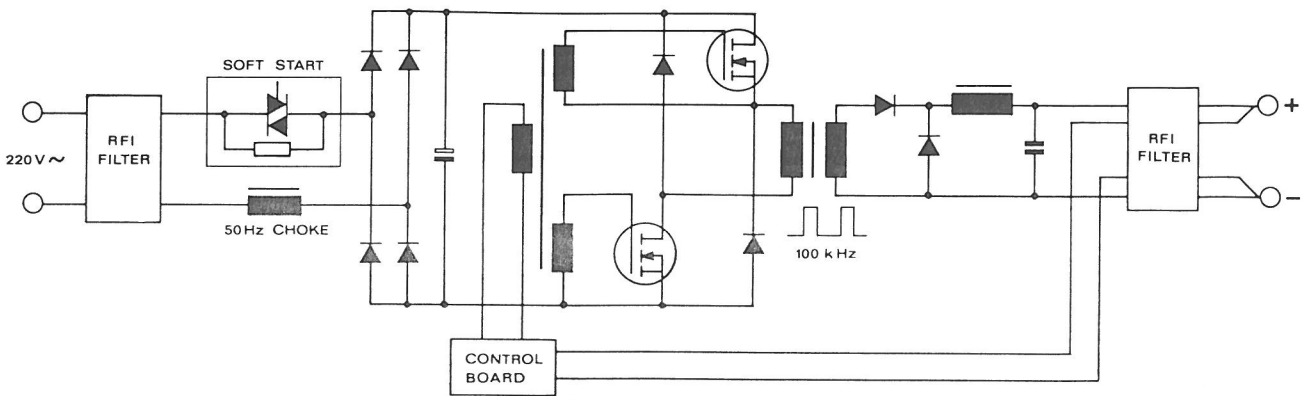 SOFT START
220V~
RFI
FILTER
50Hz CHOKE
100 kHz
CONTROL
BOARD
RFI
FILTER
+
−